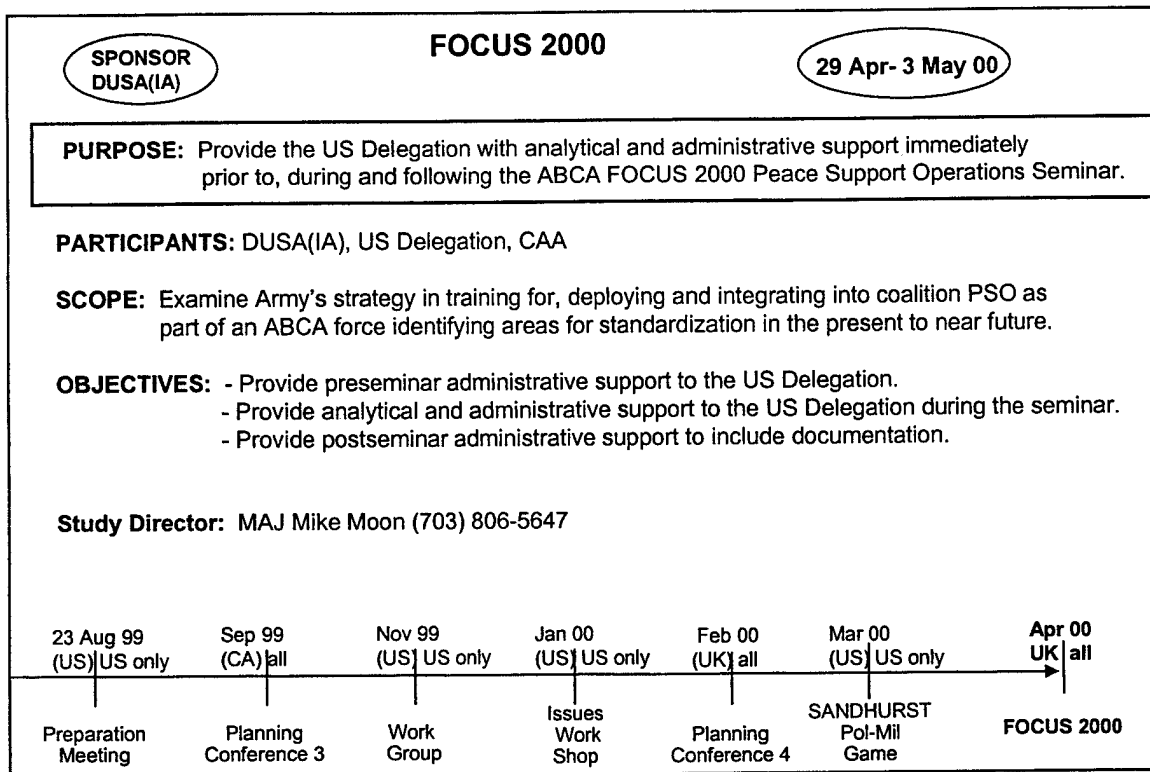 SPONSOR
DUSA(IA)
FOCUS 2000
29 Apr- 3 May 00
PURPOSE: Provide the US Delegation with analytical and administrative support immediately
prior to, during and following the ABCA FOCUS 2000 Peace Support Operations Seminar.
PARTICIPANTS: DUSA(IA), US Delegation, CAA
SCOPE: Examine Army's strategy in training for, deploying and integrating into coalition PSO as
part of an ABCA force identifying areas for standardization in the present to near future.
OBJECTIVES: - Provide preseminar administrative support to the US Delegation.
- Provide analytical and administrative support to the US Delegation during the seminar.
- Provide postseminar administrative support to include documentation.
Study Director: MAJ Mike Moon (703) 806-5647
23 Aug 99
(US) US only
Sep 99
(CA) all
Nov 99
(US) US only
Jan 00
(US) US only
Feb 00
(UK) all
Mar 00
(US) US only
Apr 00
UK all
Preparation
Meeting
Planning
Conference 3
Work
Group
Issues
Work
Shop
Planning
Conference 4
SANDHURST
Pol-Mil
Game
FOCUS 2000